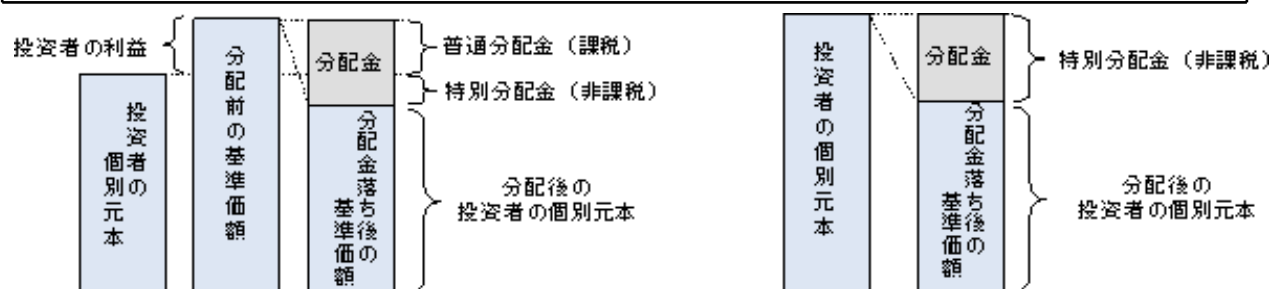 投資者の利益
投資者の
個別元本
分配前の基準価額
分配金
普通分配金（課税）
特別分配金（非課税）
分配金落ち後の
基準価額
分配後の
投資者の個別元本
投資者の個別元本
分配金
特別分配金（非課税）
分配金落ち後の
基準価額
分配後の
投資者の個別元本